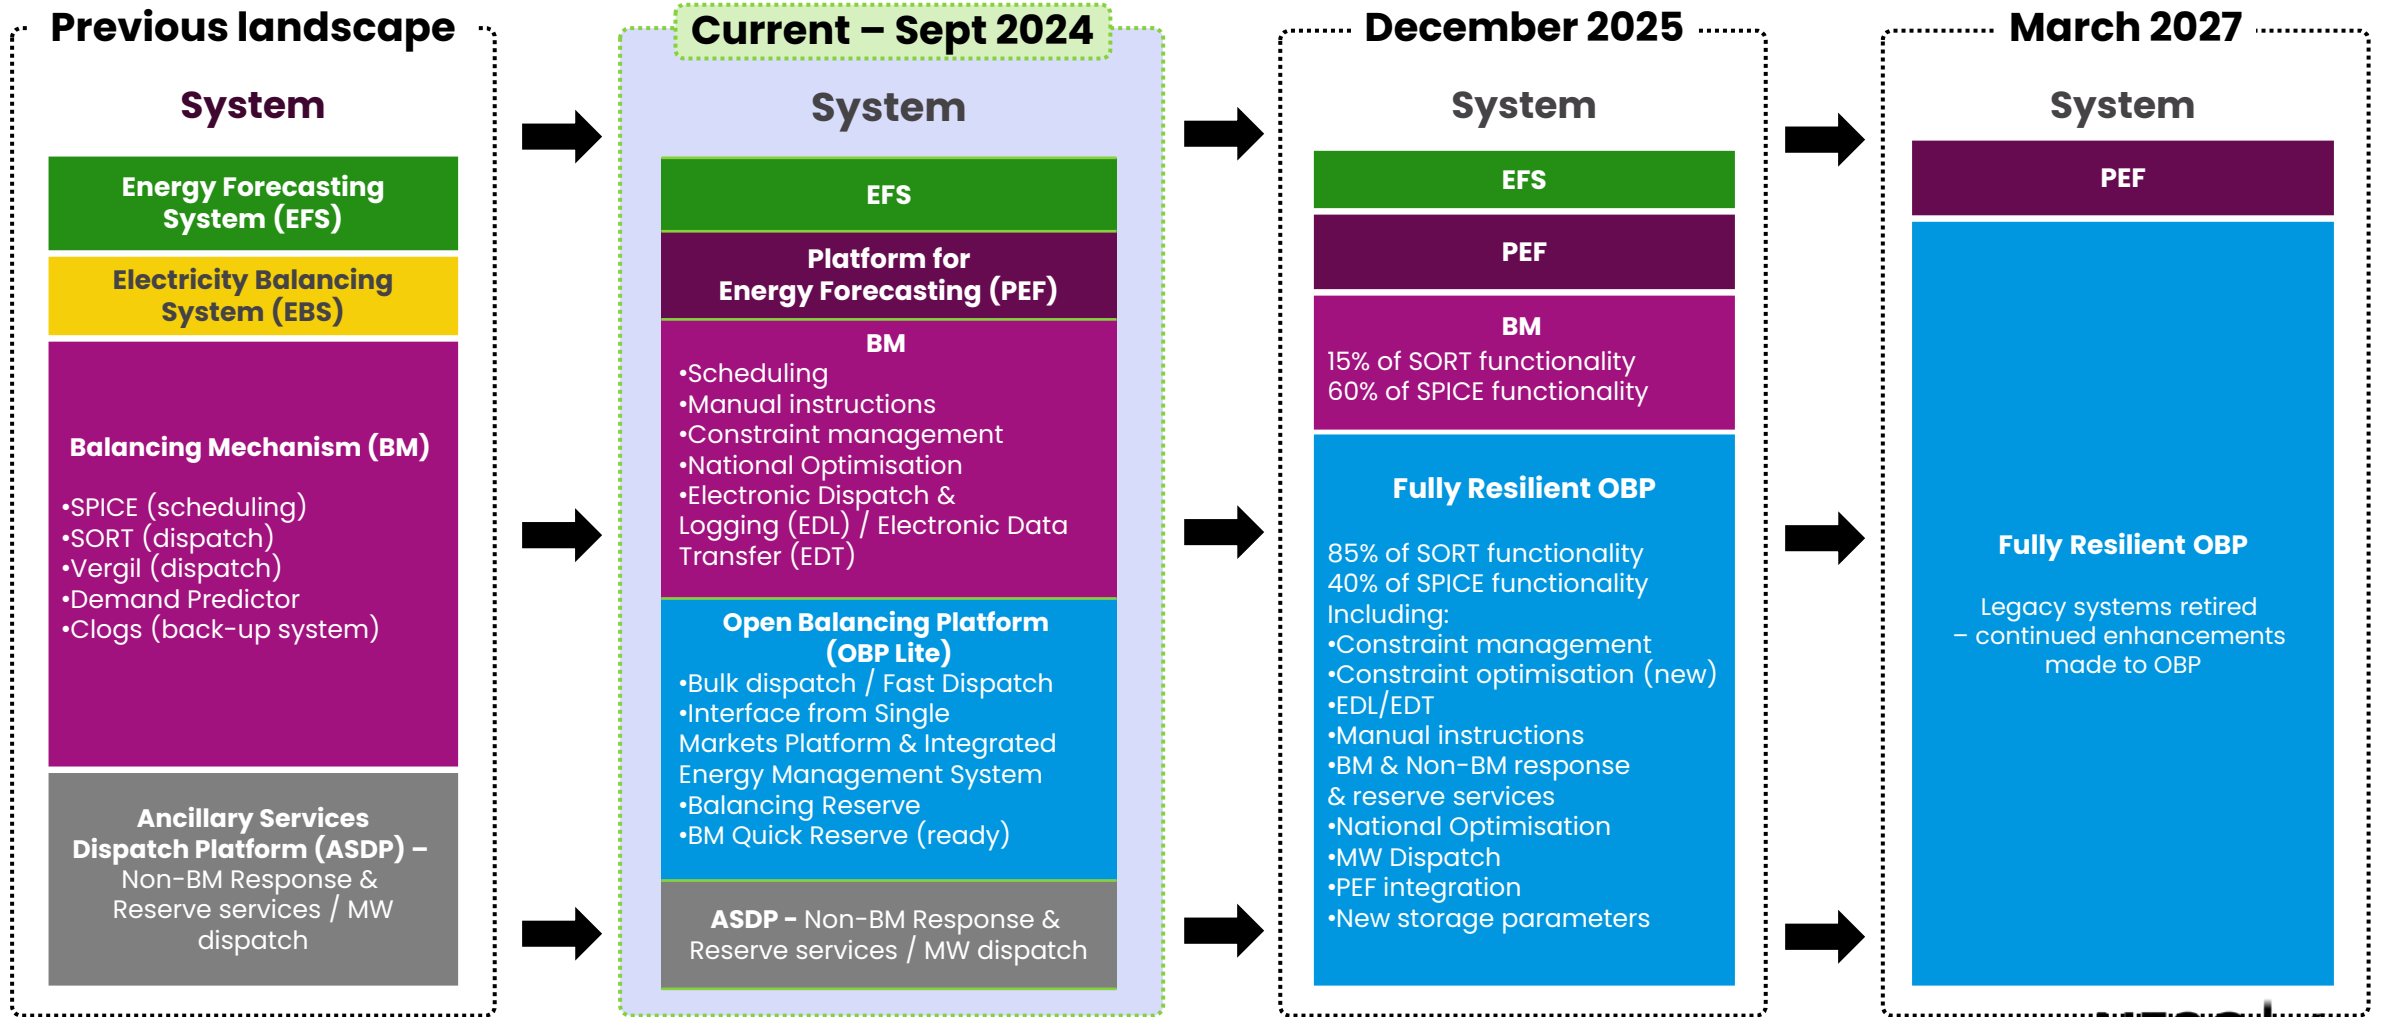 Previous landscape
System
Energy Forecasting
System (EFS)
Electricity Balancing
System (EBS)
Balancing Mechanism (BM)
•SPICE (scheduling)
•SORT (dispatch)
•Vergil (dispatch)
•Demand Predictor
•Clogs (back-up system)
Ancillary Services
Dispatch Platform (ASDP) –
Non-BM Response &
Reserve services / MW
dispatch
Current – Sept 2024
System
EFS
Platform for
Energy Forecasting (PEF)
BM
•Scheduling
•Manual instructions
•Constraint management
•National Optimisation
•Electronic Dispatch &
Logging (EDL) / Electronic Data
Transfer (EDT)
Open Balancing Platform
(OBP Lite)
•Bulk dispatch / Fast Dispatch
•Interface from Single
Markets Platform & Integrated
Energy Management System
•Balancing Reserve
•BM Quick Reserve (ready)
ASDP - Non-BM Response &
Reserve services / MW dispatch
December 2025
System
EFS
PEF
BM
15% of SORT functionality
60% of SPICE functionality
Fully Resilient OBP
85% of SORT functionality
40% of SPICE functionality
Including:
•Constraint management
•Constraint optimisation (new)
•EDL/EDT
•Manual instructions
•BM & Non-BM response
& reserve services
•National Optimisation
•MW Dispatch
•PEF integration
•New storage parameters
March 2027
System
PEF
Fully Resilient OBP
Legacy systems retired
– continued enhancements
made to OBP